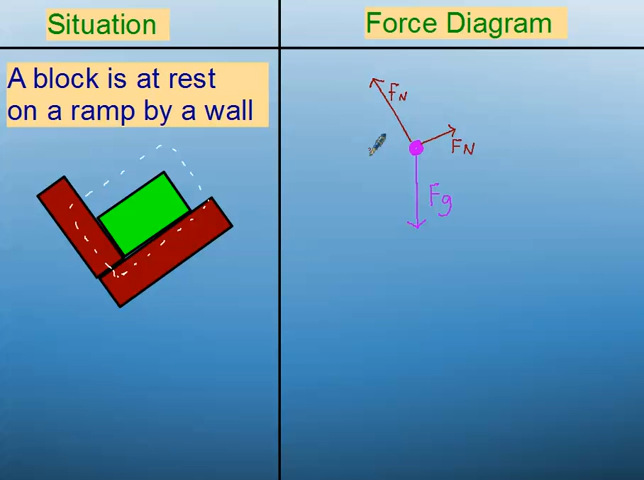 Situation
Force Diagram
A block is at rest
on a ramp by a wall
FN
FN
Fg